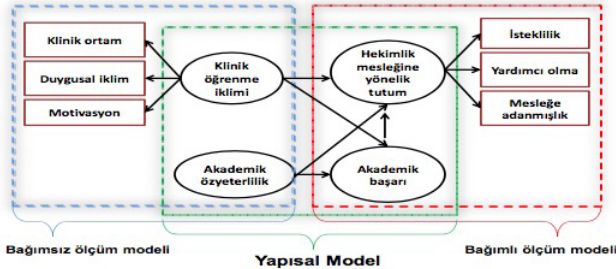 Klinik ortam
Duygusal iklim
Motivasyon
Klinik
öğrenme
iklimi
Akademik
özyeterlilik
Hekimlik
mesleğine
yönelik
tutum
Akademik
başarı
İsteklilik
Yardımcı olma
Mesleğe
adanmışlık
Bağımsız ölçüm modeli
Yapısal Model
Bağımlı ölçüm modeli